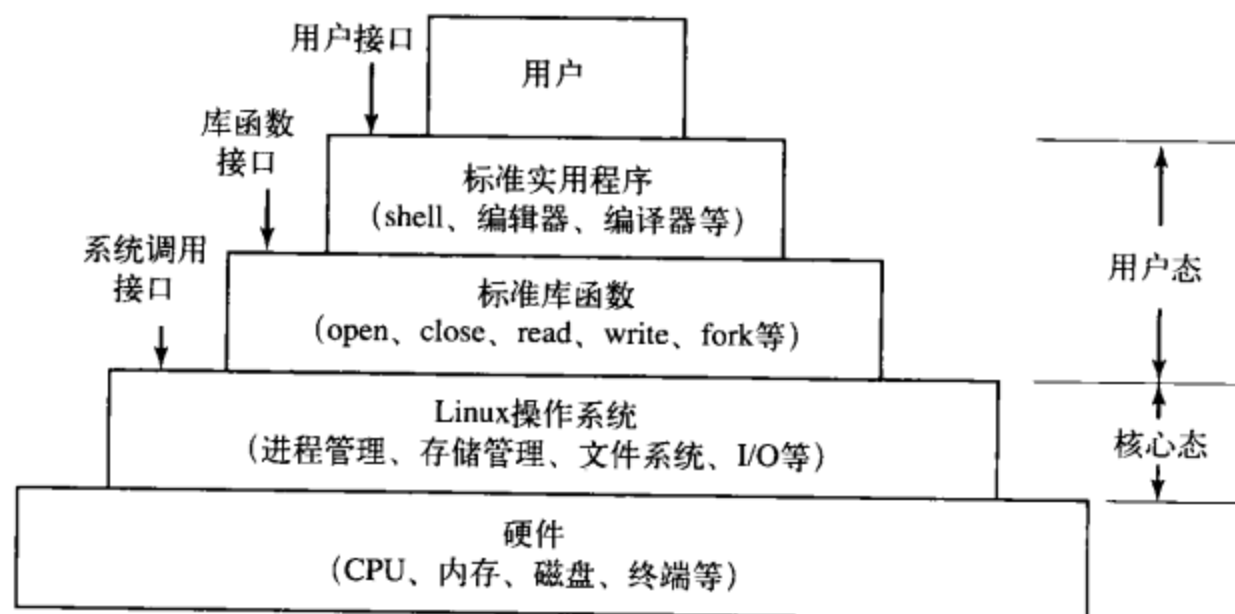 用户接口
用户
库函数
接口
标准实用程序
（shell、编辑器、编译器等）
系统调用
接口
标准库函数
（open、close、read、write、fork等）
用户态
Linux操作系统
（进程管理、存储管理、文件系统、I/O等）
核心态
硬件
（CPU、内存、磁盘、终端等）